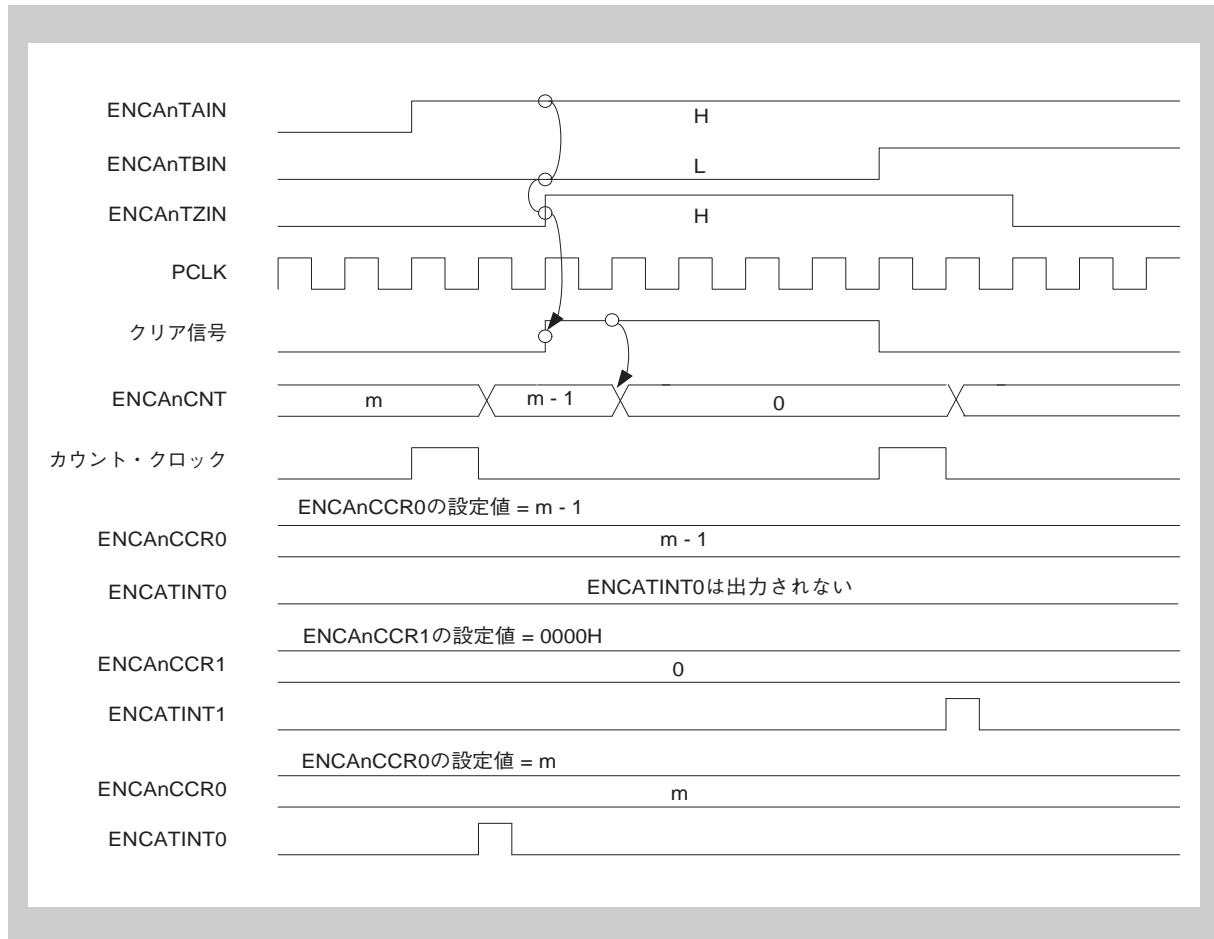 ENCAnTAIN
H
ENCAnTBIN
L
ENCAnTZIN
H
PCLK
クリア信号
ENCAnCNT
m
m - 1
0
カウント・クロック
ENCAnCCR0の設定値 = m - 1
ENCAnCCR0
m - 1
ENCATINT0
ENCATINT0は出力されない
ENCAnCCR1の設定値 = 0000H
ENCAnCCR1
0
ENCATINT1
ENCAnCCR0の設定値 = m
ENCAnCCR0
m
ENCATINT0